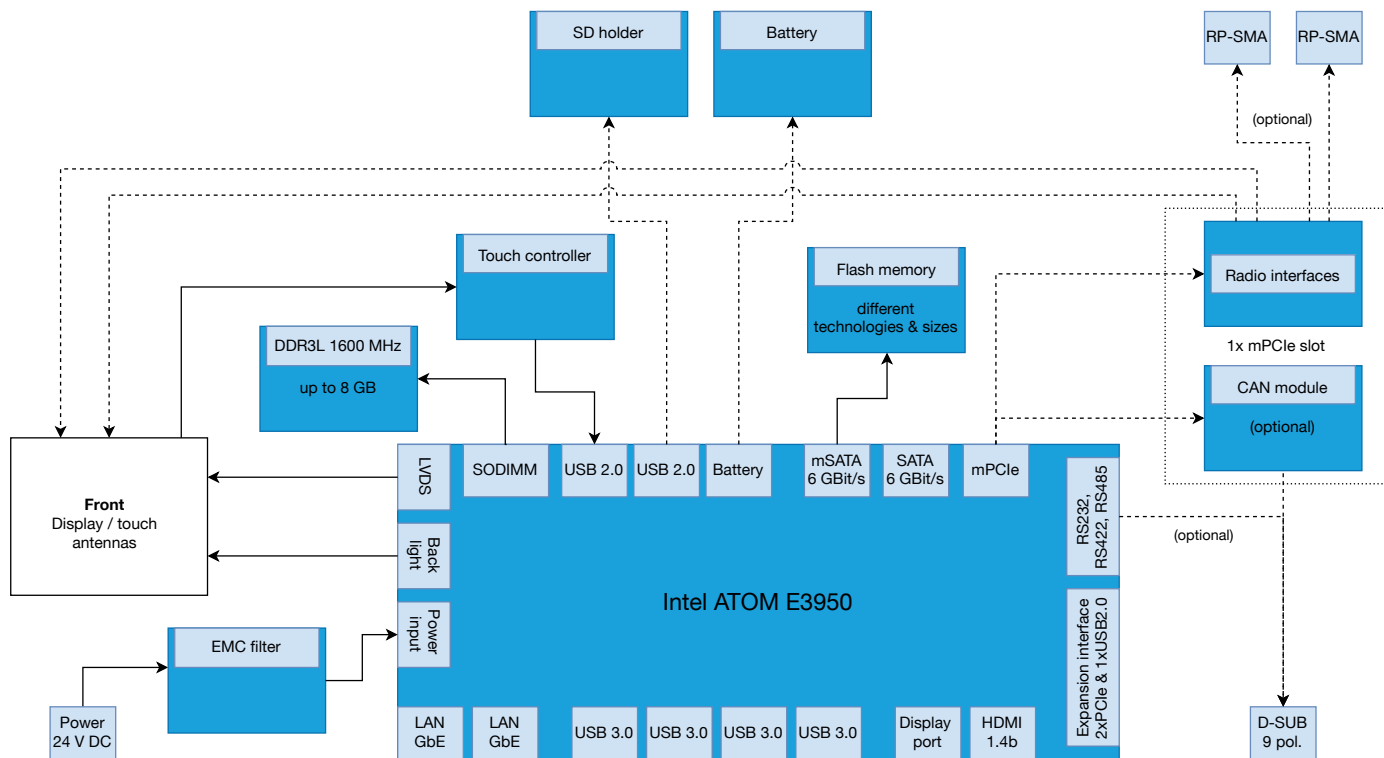 SD holder
Battery
RP-SMA
RP-SMA
(optional)
Touch controller
Flash memory
different
technologies & sizes
Radio interfaces
1x mPCIe slot
DDR3L 1600 MHz
up to 8 GB
CAN module
(optional)
Front
Display / touch
antennas
LVDS
SODIMM
USB 2.0
USB 2.0
Battery
mSATA
6 GBit/s
SATA
6 GBit/s
mPCIe
RS232,
RS422, RS485
(optional)
Back
light
Intel ATOM E3950
Power
input
EMC filter
Expansion interface
2xPCIe & 1xUSB2.0
Power
24 V DC
LAN
GbE
LAN
GbE
USB 3.0
USB 3.0
USB 3.0
USB 3.0
Display
port
HDMI
1.4b
D-SUB
9 pol.